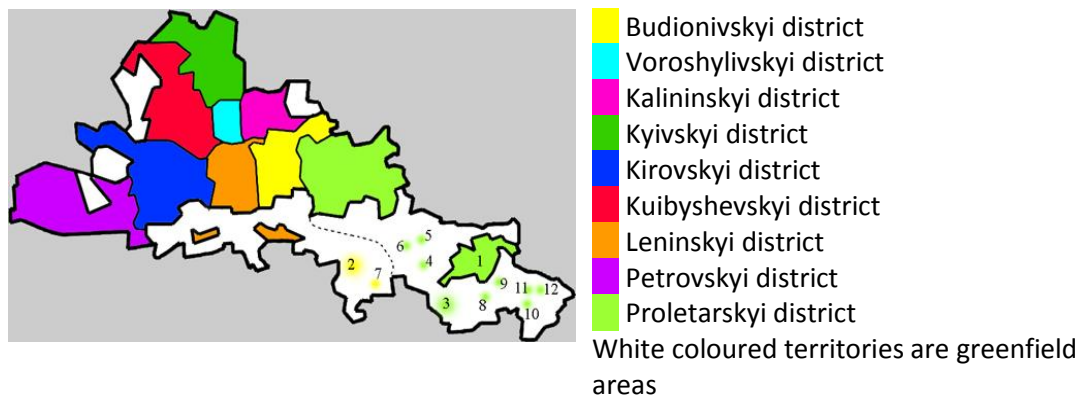 Budionivskyi district
Voroshylivskyi district
Kalininskyi district
Kyivskyi district
Kirovskyi district
Kuibyshevskyi district
Leninskyi district
Petrovskyi district
Proletarskyi district
White coloured territories are greenfield
areas
5
6
1
2
4
7
9
11
12
3
8
10